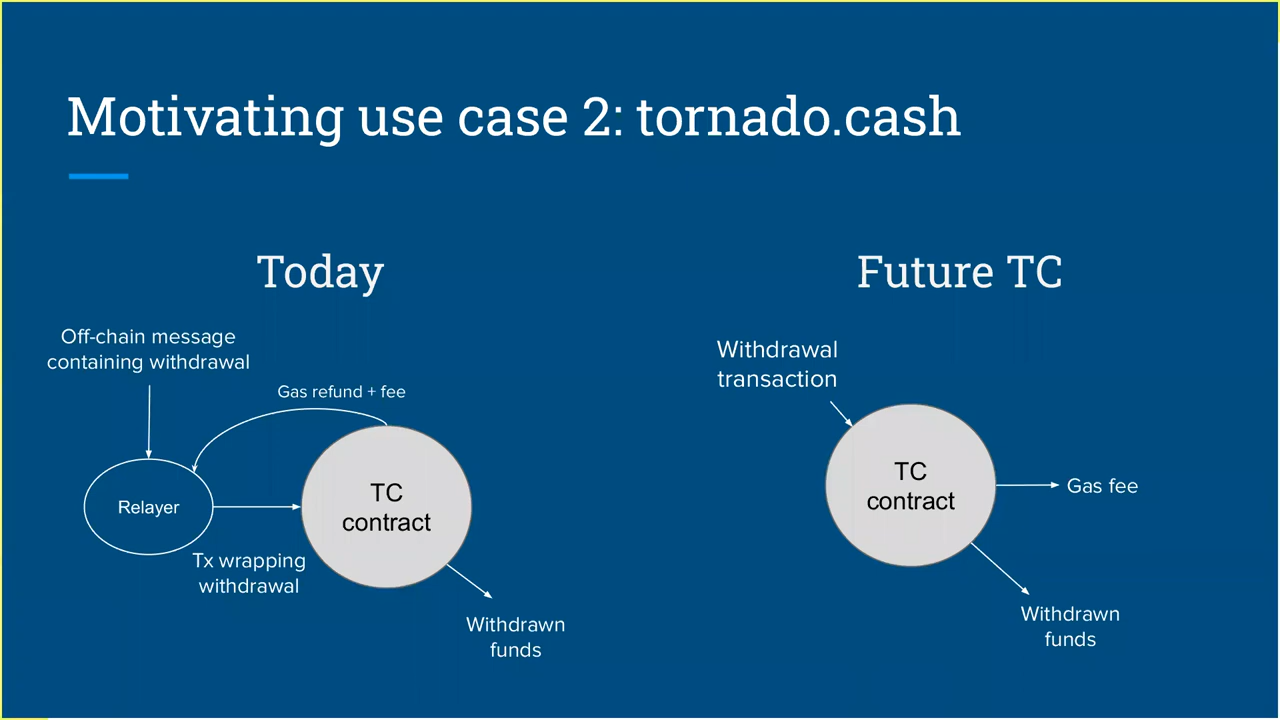 Motivating use case 2: tornado.cash
Today
Off-chain message
containing withdrawal
Gas refund + fee
Relayer
TC
contract
Tx wrapping
withdrawal
Withdrawn
funds
Future TC
Withdrawal
transaction
TC
contract
Gas fee
Withdrawn
funds